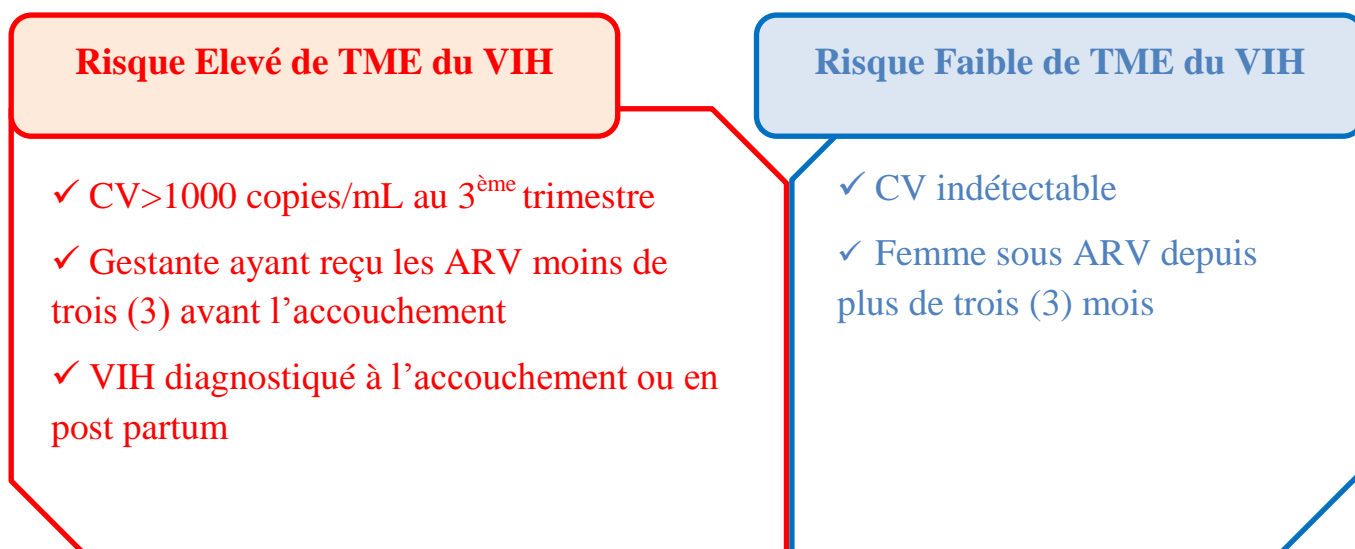 Risque Elevé de TME du VIH
✓ CV>1000 copies/mL au 3ème trimestre
✓ Gestante ayant reçu les ARV moins de
trois (3) avant l’accouchement
✓ VIH diagnostiqué à l’accouchement ou en
post partum
Risque Faible de TME du VIH
✓ CV indétectable
✓ Femme sous ARV depuis
plus de trois (3) mois